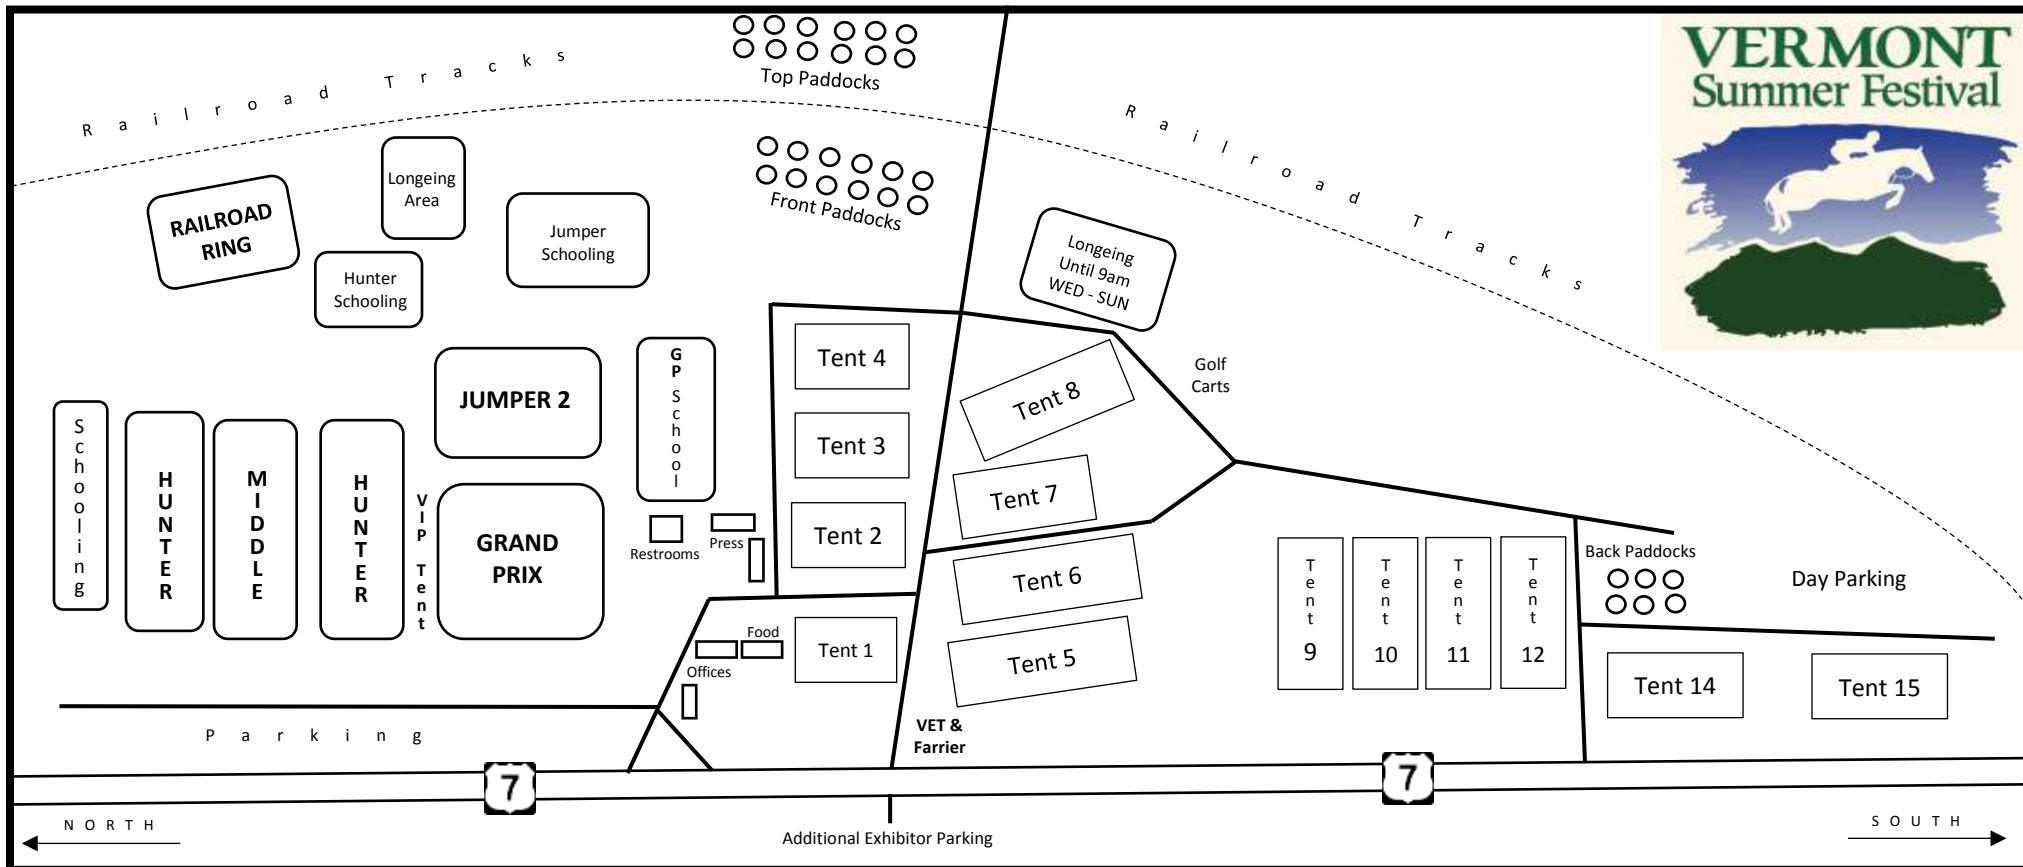 VERMONT
Summer Festival
Railroad Tracks
Top Paddocks
Railroad Tracks
Longeing
Area
RAILROAD
RING
Front Paddocks
Jumper
Schooling
Hunter
Schooling
Longeing
Until 9am
WED - SUN
GP School
Tent 4
Golf
Carts
JUMPER 2
Tent 8
Schooling
HUNTER
MIDDLE
HUNTER
VIP Tent
Tent 3
Tent 7
GRAND
PRIX
Restrooms
Press
Tent 2
Tent 6
Tent 9
Tent 10
Tent 11
Tent 12
Back Paddocks
Day Parking
Food
Offices
Tent 1
Tent 5
Tent 14
Tent 15
Parking
VET &
Farrier
7
7
NORTH
Additional Exhibitor Parking
SOUTH